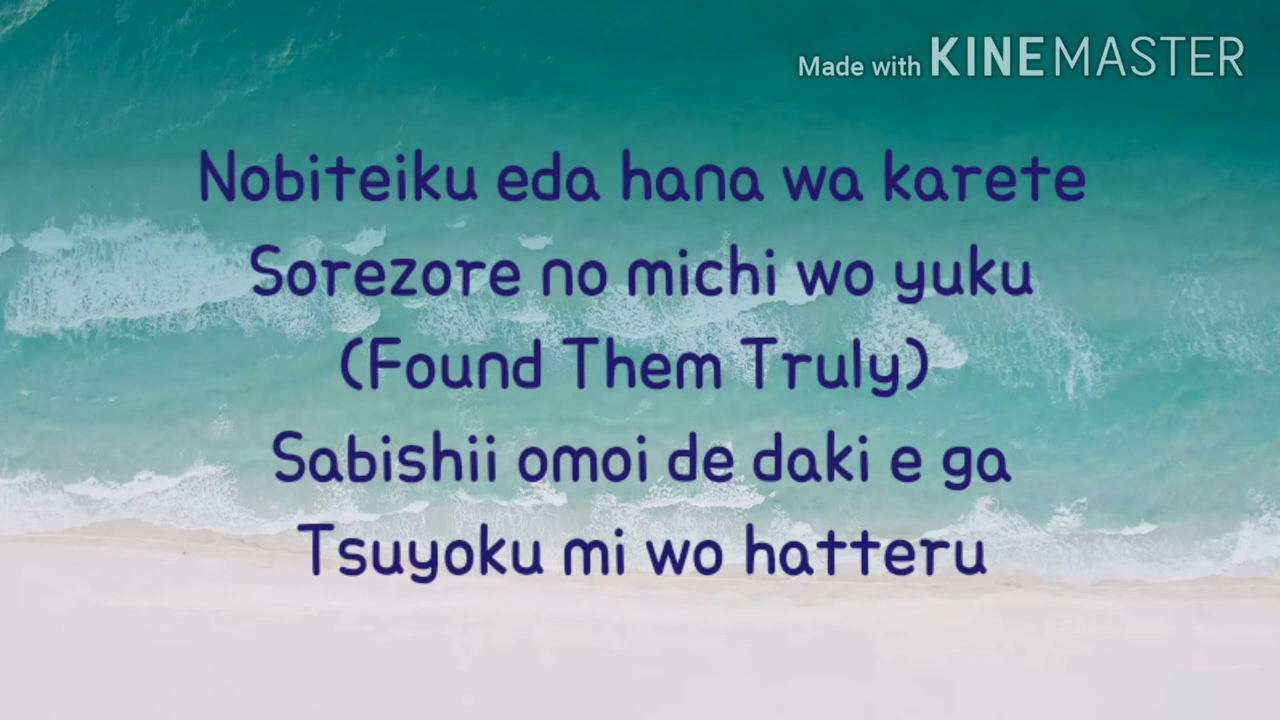 Made with KINEMASTER
Nobiteiku eda hana wa karete
Sorezore no michi wo yuku
(Found Them Truly)
Sabishii omoi de daki e ga
Tsuyoku mi wo hatteru